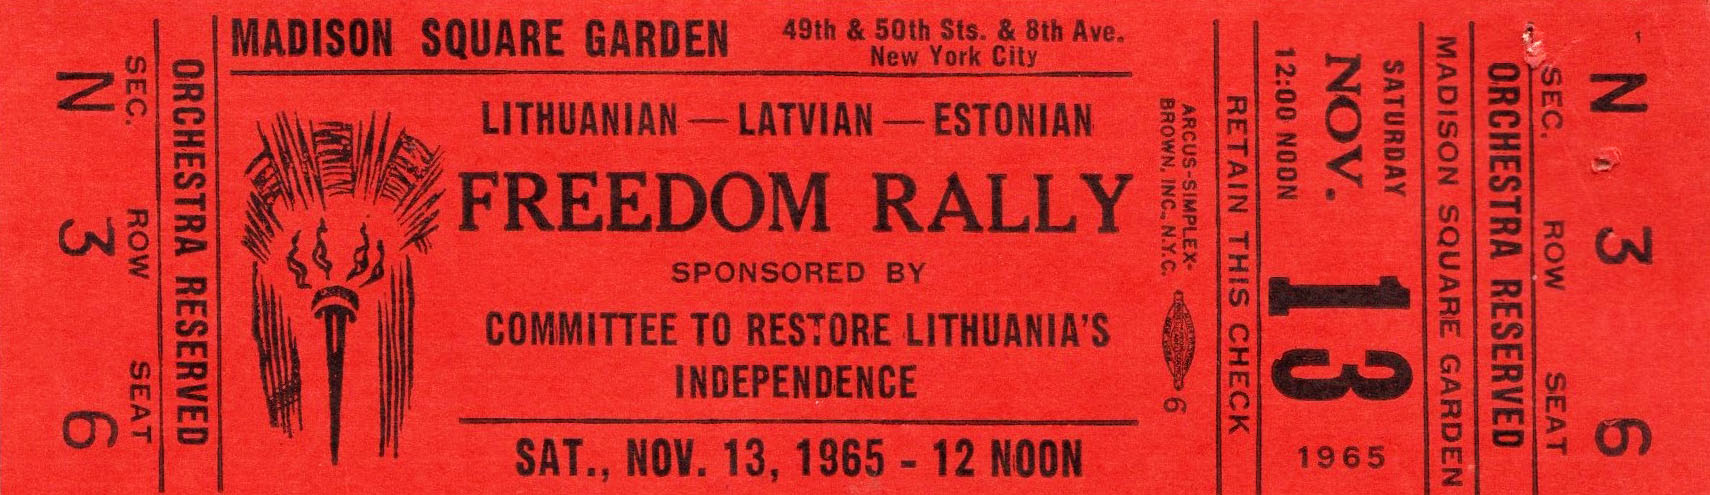 SEC. ROW SEAT
N 3 6
ORCHESTRA RESERVED
MADISON SQUARE GARDEN
49th & 50th Sts. & 8th Ave.
New York City
LITHUANIAN — LATVIAN — ESTONIAN
FREEDOM RALLY
SPONSORED BY
COMMITTEE TO RESTORE LITHUANIA'S
INDEPENDENCE
SAT., NOV. 13, 1965 - 12 NOON
ARCUS-SIMPLEX-
BROWN, INC., N.Y.C.
6
RETAIN THIS CHECK
SATURDAY
NOV.
12:00 NOON
13
1965
MADISON SQUARE GARDEN
ORCHESTRA RESERVED
SEC. ROW SEAT
N 3 6
1